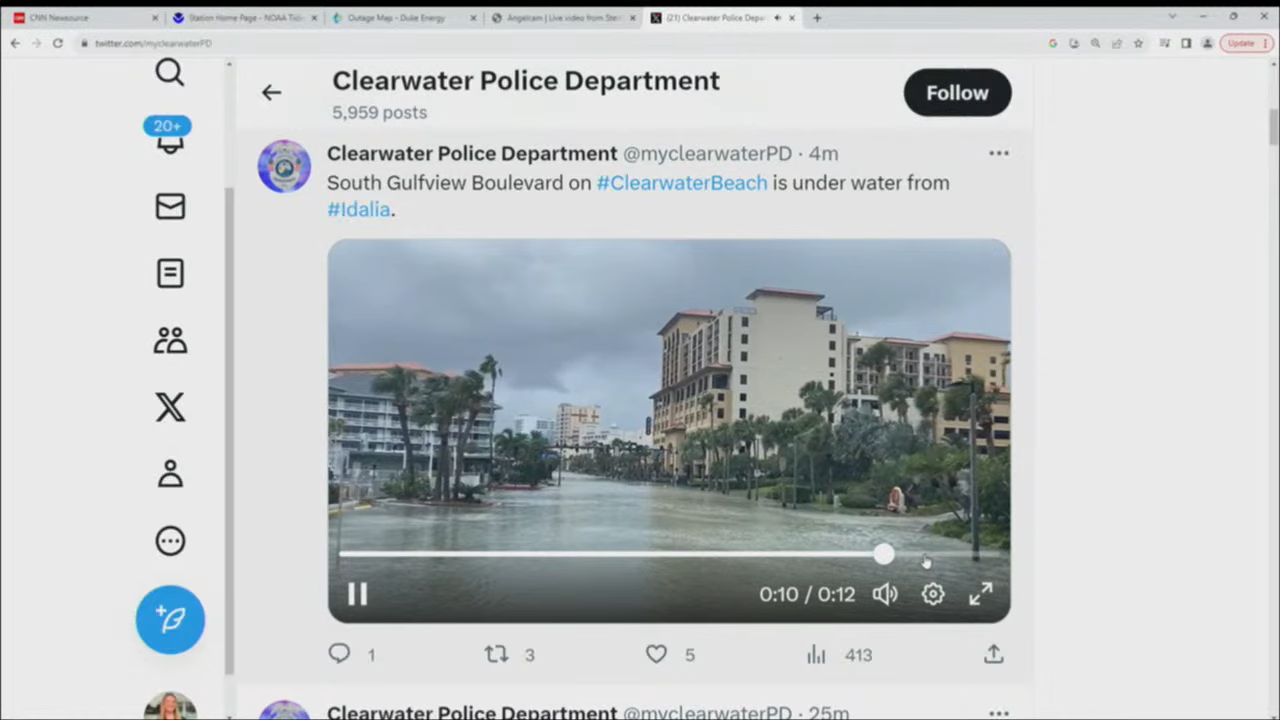 CNN Newsource
Station Home Page - NOAA Tides
Outage Map - Duke Energy
Angelcam | Live video from
(21) Clearwater Police Depa
twitter.com/myclearwaterPD
Update
20+
Clearwater Police Department
5,959 posts
Follow
Clearwater Police Department @myclearwaterPD · 4m
South Gulfview Boulevard on #ClearwaterBeach is under water from
#Idalia.
0:10 / 0:12
1
3
5
413
Clearwater Police Department @myclearwaterPD · 25m